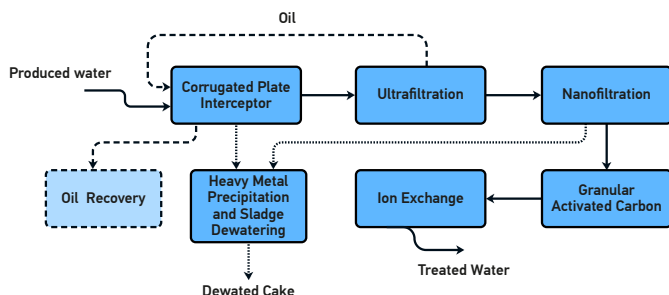 Oil
Produced water
Corrugated Plate
Interceptor
Ultrafiltration
Nanofiltration
Oil Recovery
Heavy Metal
Precipitation
and Sladge
Dewatering
Ion Exchange
Granular
Activated Carbon
Treated Water
Dewated Cake